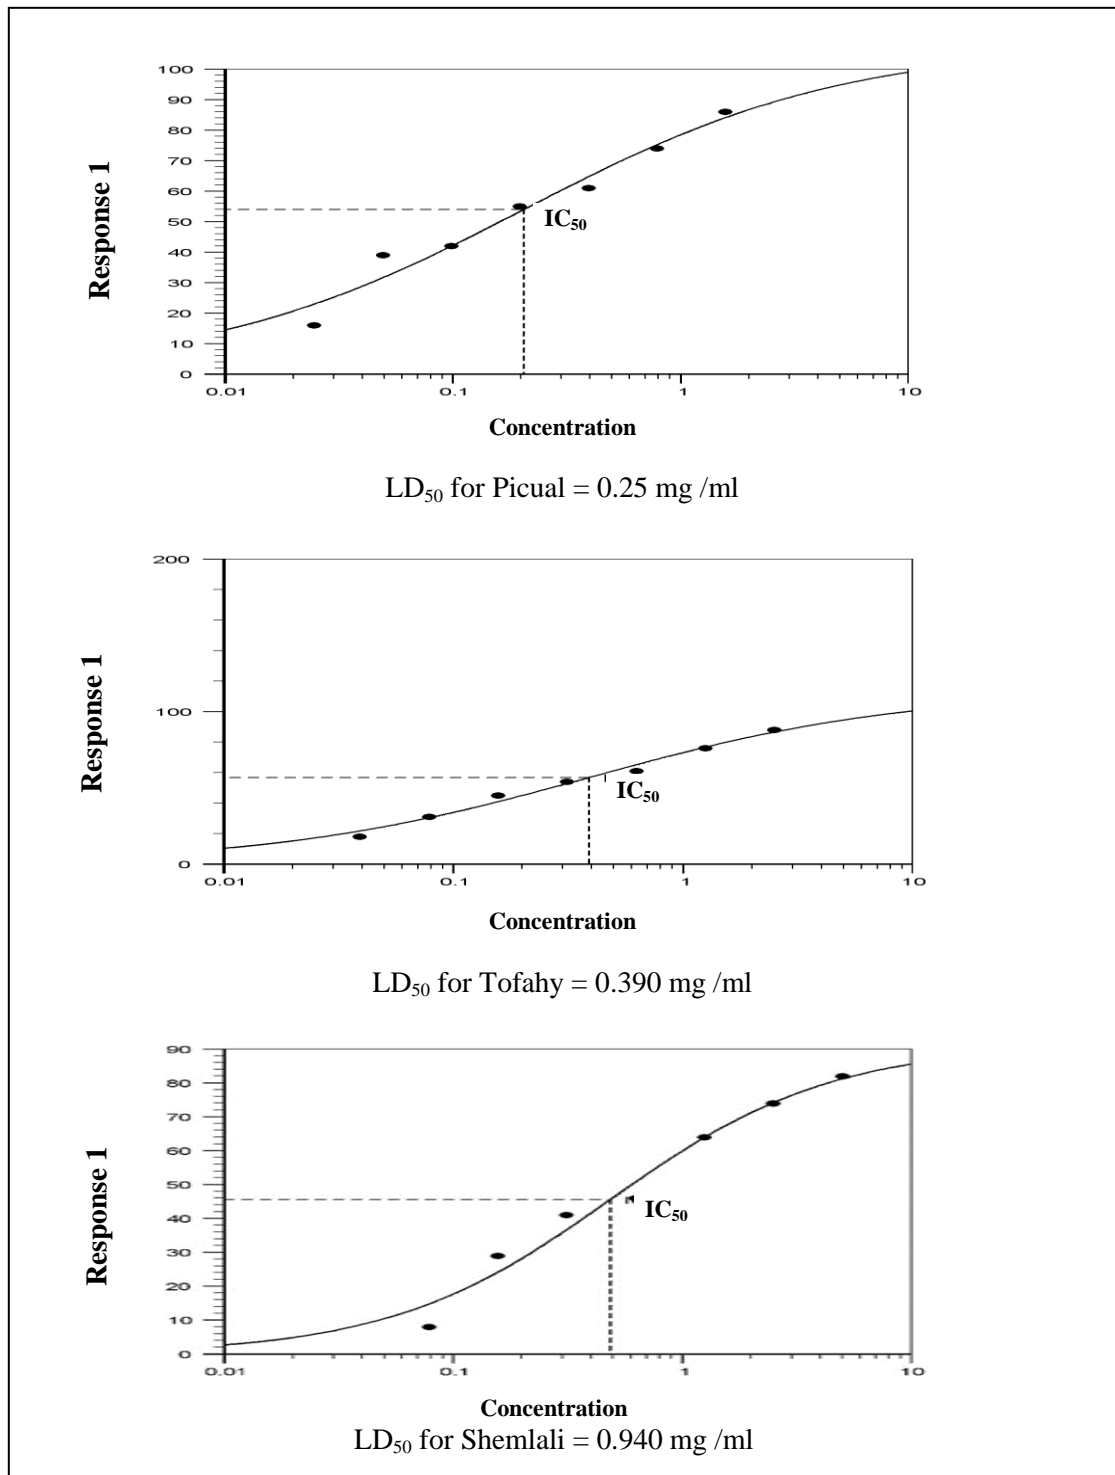 100
90
80
70
60
50
40
30
20
10
0
Response 1
IC₅₀
0.01 0.1 1 10
Concentration
LD₅₀ for Picual = 0.25 mg /ml
200
100
0
Response 1
IC₅₀
0.01 0.1 1 10
Concentration
LD₅₀ for Tofahy = 0.390 mg /ml
90
80
70
60
50
40
30
20
10
0
Response 1
IC₅₀
0.01 0.1 1 10
Concentration
LD₅₀ for Shemlali = 0.940 mg /ml